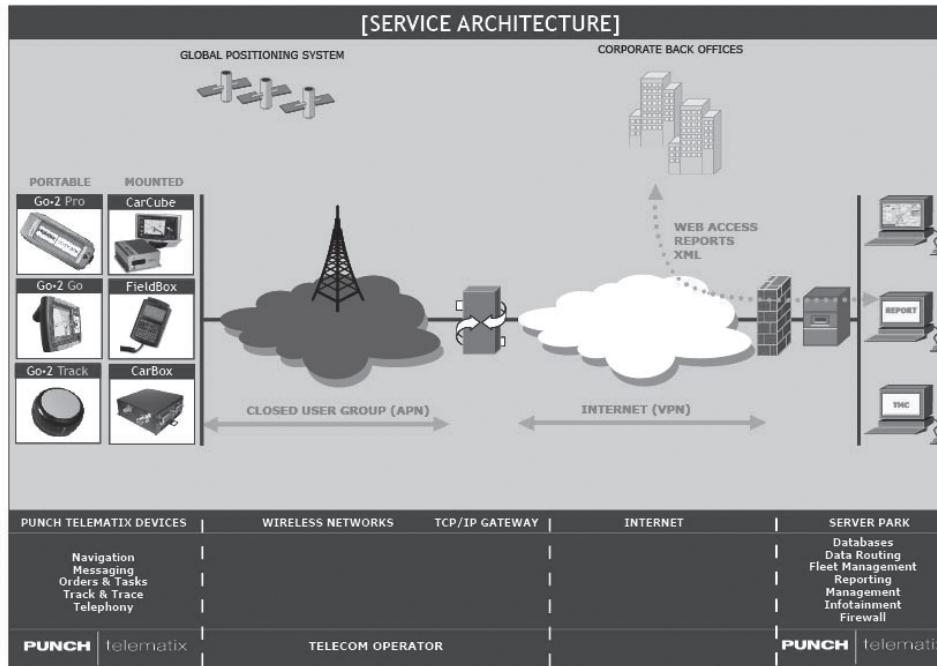 [SERVICE ARCHITECTURE]
GLOBAL POSITIONING SYSTEM
CORPORATE BACK OFFICES
PORTABLE MOUNTED
Go•2 Pro CarCube
WEB ACCESS
REPORTS
XML
Go•2 Go FieldBox
REPORT
Go•2 Track CarBox
CLOSED USER GROUP (APN)
INTERNET (VPN)
TMC
PUNCH TELEMATIX DEVICES WIRELESS NETWORKS TCP/IP GATEWAY INTERNET SERVER PARK
Navigation
Messaging
Orders & Tasks
Track & Trace
Telephony
Databases
Data Routing
Fleet Management
Reporting
Management
Infotainment
Firewall
PUNCH telematix TELECOM OPERATOR PUNCH telemati